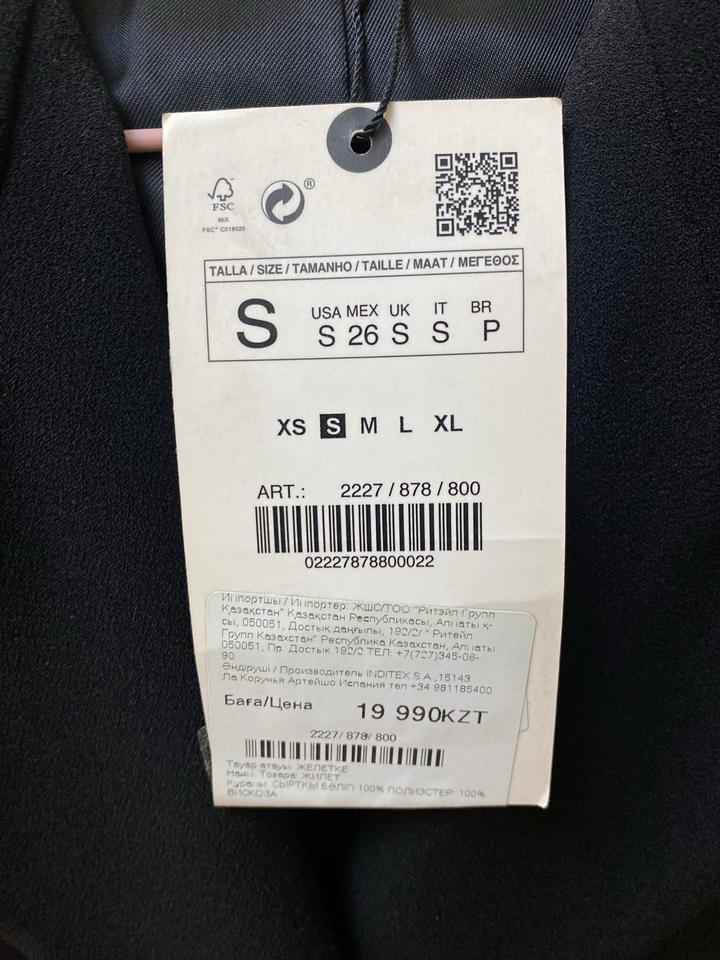 FSC
MIX
FSC™ C018020
®
TALLA / SIZE / TAMANHO / TAILLE / MAAT / ΜΕΓΕΘΟΣ
S
USA MEX UK IT BR
S 26 S S P
XS S M L XL
ART.: 2227 / 878 / 800
02227878800022
Импортшы / Импортер: ЖШС/ТОО "Ритэйл Групп
Қазақстан" Қазақстан Республикасы, Алматы қ-
сы, 050051, Достық даңғылы, 192/2/ " Ритейл
Групп Казахстан" Республика Казахстан, Алматы
050051, Пр. Достык 192/2 ТЕЛ: +7(727)345-06-
90
Өндіруші / Производитель INDITEX S.A.,15143
Ла Корунья Артейшо Испания тел +34 981185400
Баға/Цена 19 990KZT
2227/ 878/ 800
Тауар атауы: ЖЕЛЕТКЕ
Наим. Товара: ЖИЛЕТ
Құрамы: СЫРТҚЫ БӨЛІГІ 100% ПОЛИЭСТЕР 100%
ВИСКОЗА